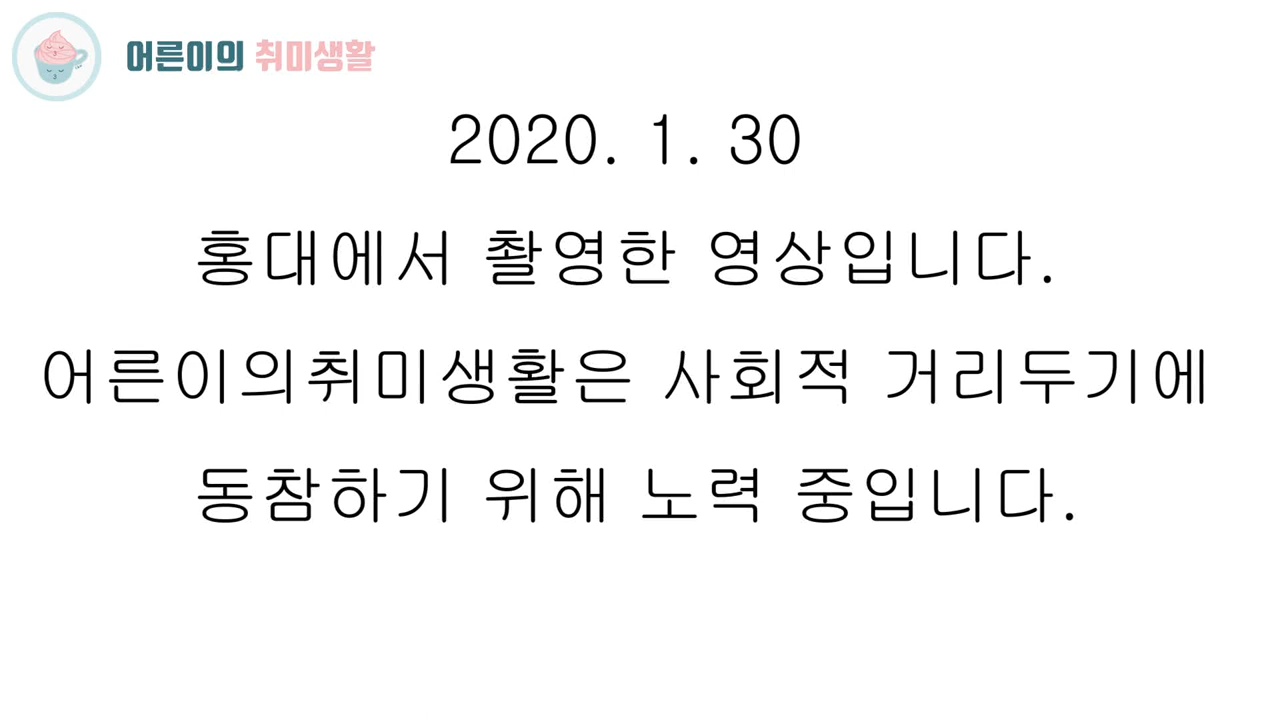 어른이의 취미생활
2020. 1. 30
홍대에서 촬영한 영상입니다.
어른이의취미생활은 사회적 거리두기에
동참하기 위해 노력 중입니다.